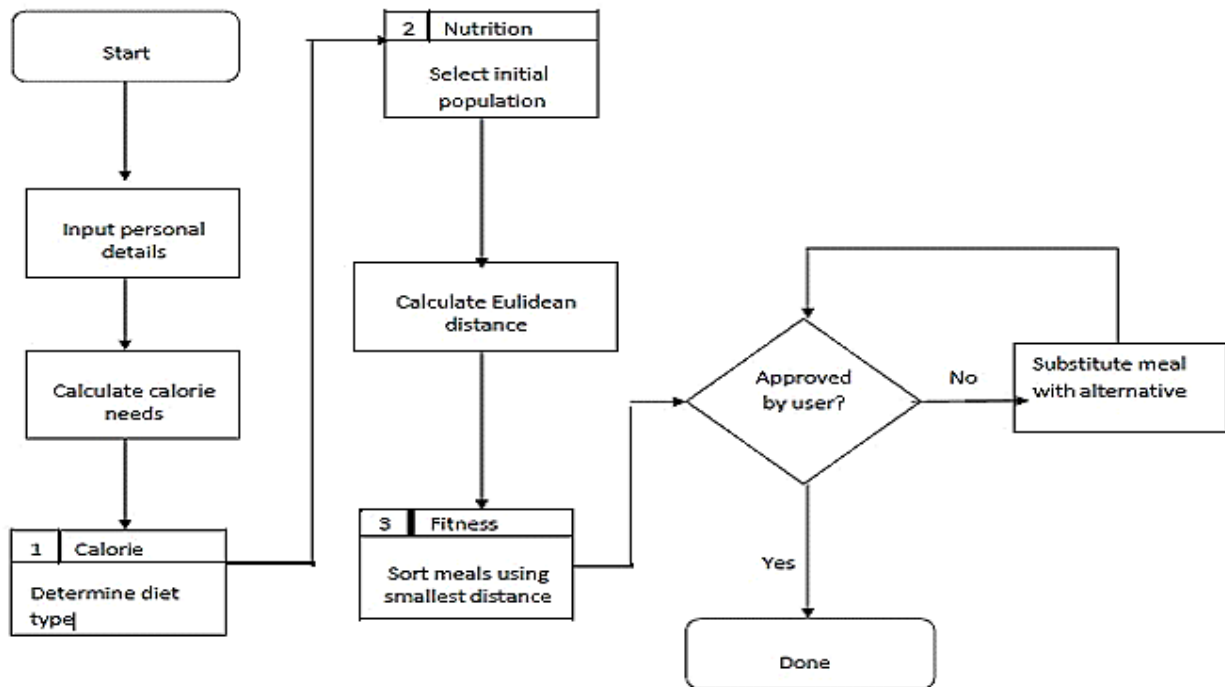 Start
Input personal
details
Calculate calorie
needs
1 Calorie
Determine diet
type
2 Nutrition
Select initial
population
Calculate Eulidean
distance
3 Fitness
Sort meals using
smallest distance
Approved
by user?
No
Substitute meal
with alternative
Yes
Done